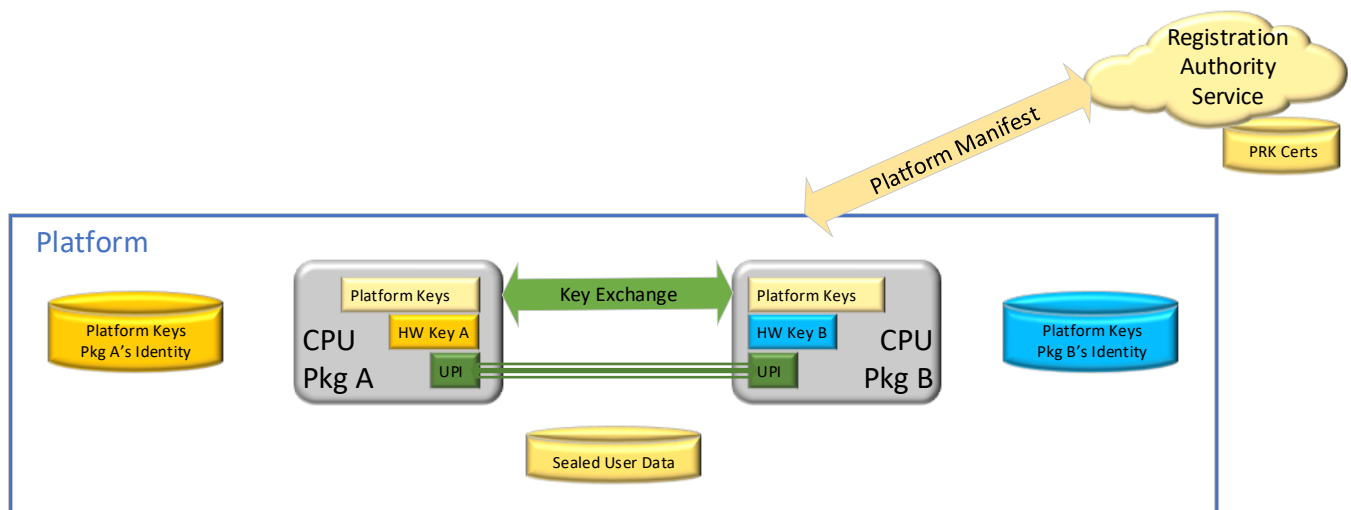 Registration
Authority
Service
PRK Certs
Platform Manifest
Platform
Platform Keys
Pkg A's Identity
Platform Keys
HW Key A
CPU
Pkg A
UPI
Key Exchange
Platform Keys
HW Key B
CPU
Pkg B
UPI
Platform Keys
Pkg B's Identity
Sealed User Data